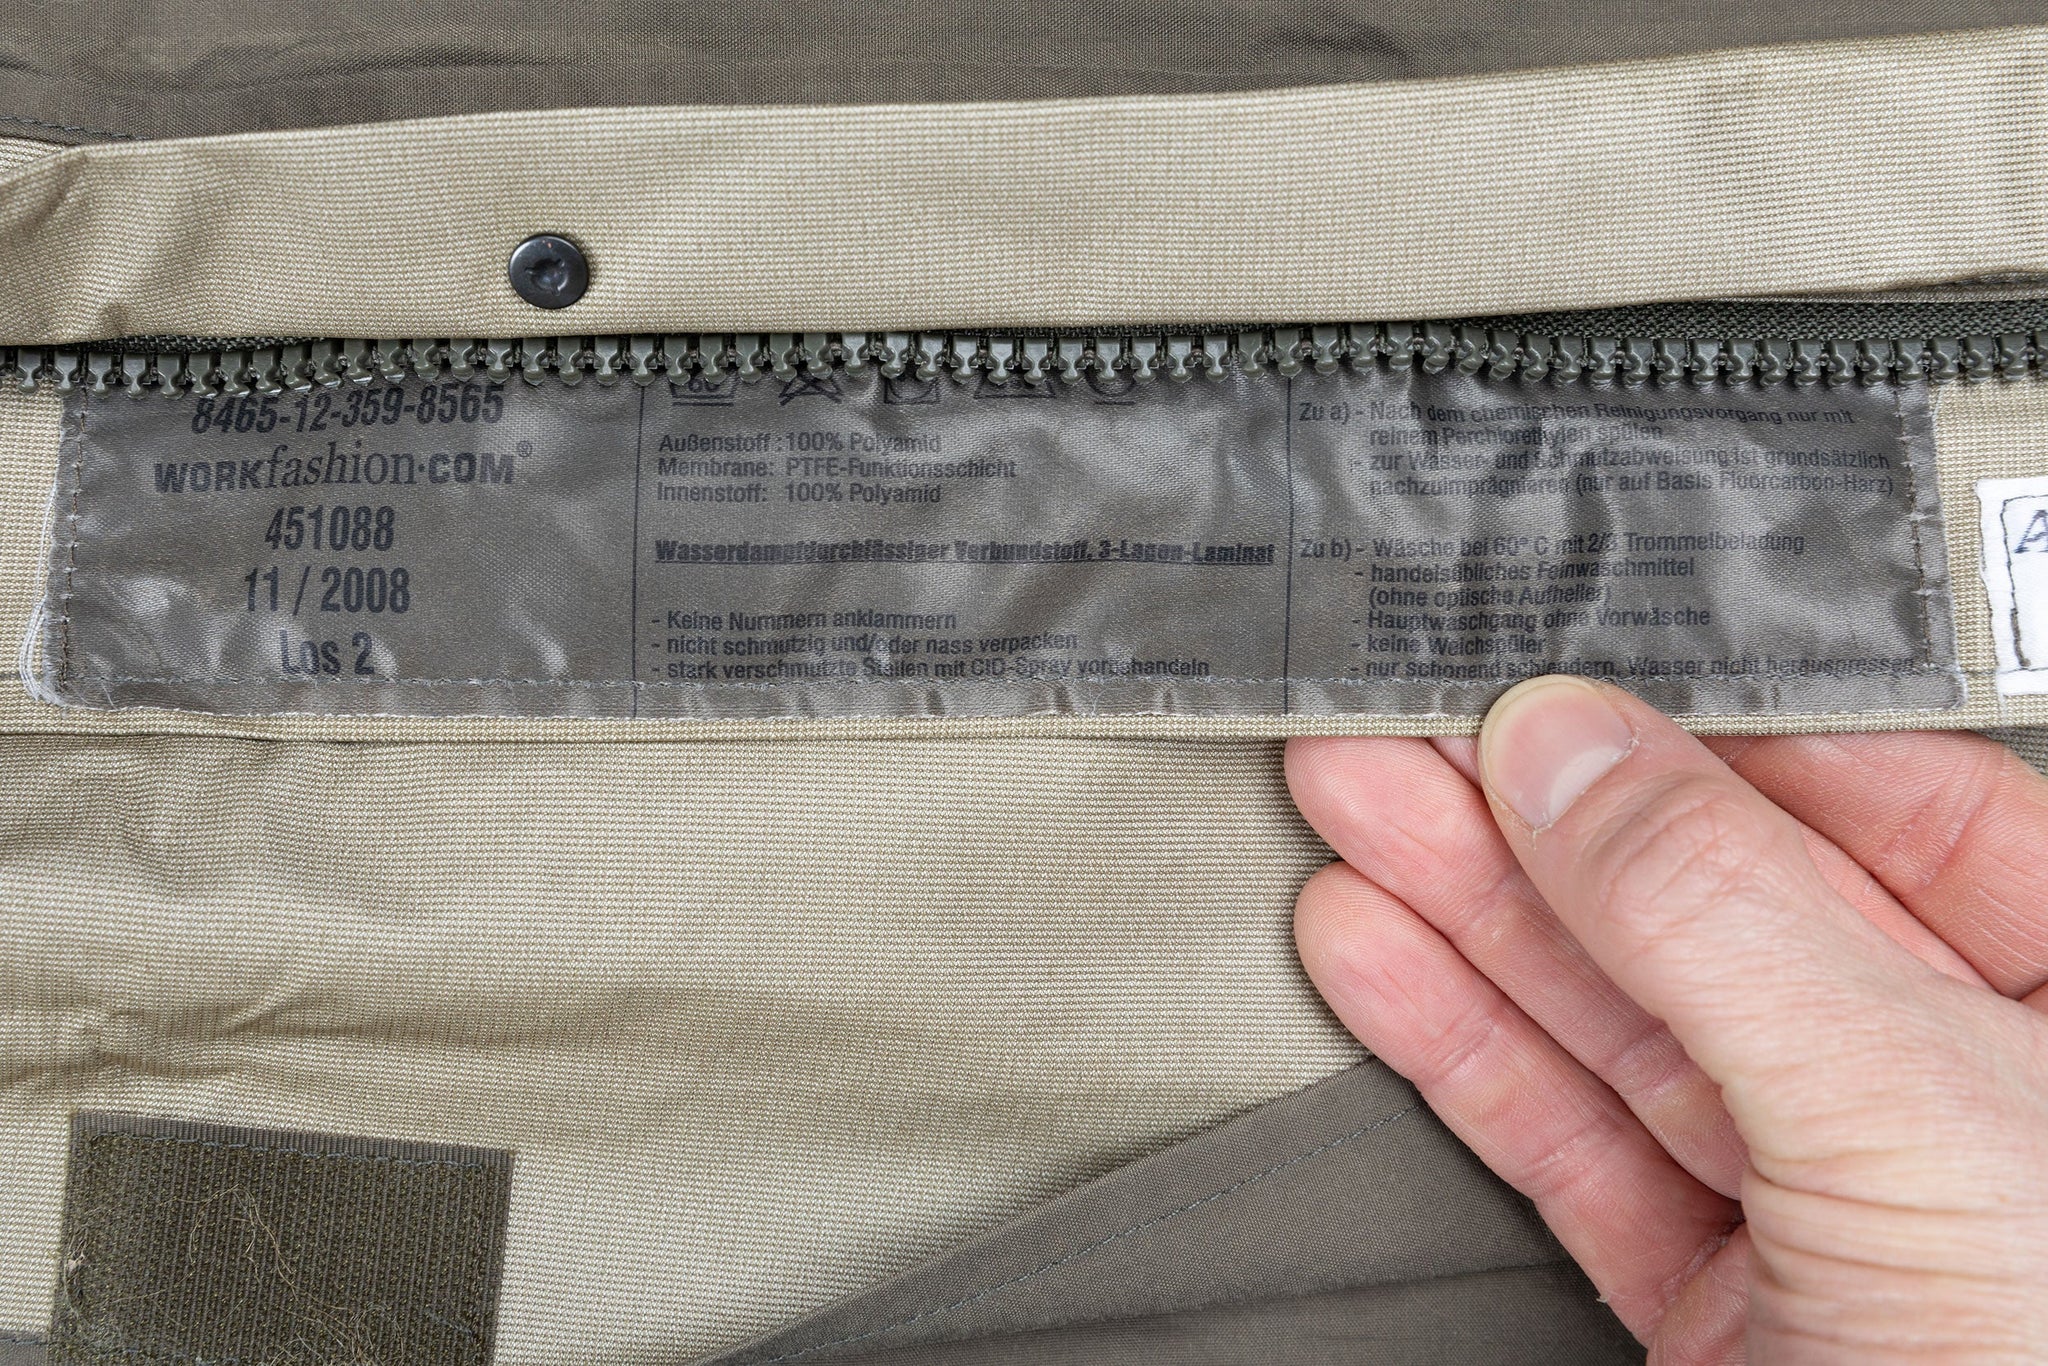 8465-12-359-8565
WORKfashion·COM®
451088
11 / 2008
Los 2
Außenstoff : 100% Polyamid
Membrane: PTFE-Funktionsschicht
Innenstoff: 100% Polyamid
Wasserdampfdurchlässiger Verbundstoff, 3-Lagen-Laminat
- Keine Nummern anklammern
- nicht schmutzig und/oder nass verpacken
- stark verschmutzte Stellen mit CID-Spray vorbehandeln
Zu a) - Nach dem chemischen Reinigungsvorgang nur mit
reinem Perchlorethylen spülen
- zur Wasser- und Schmutzabweisung ist grundsätzlich
nachzuimprägnieren (nur auf Basis Fluorcarbon-Harz)
Zu b) - Wäsche bei 60° C mit 2/3 Trommelbeladung
- handelsübliches Feinwaschmittel
(ohne optische Aufheller)
- Hauptwaschgang ohne Vorwäsche
- keine Weichspüler
- nur schonend schleudern, Wasser nicht herauspressen
A